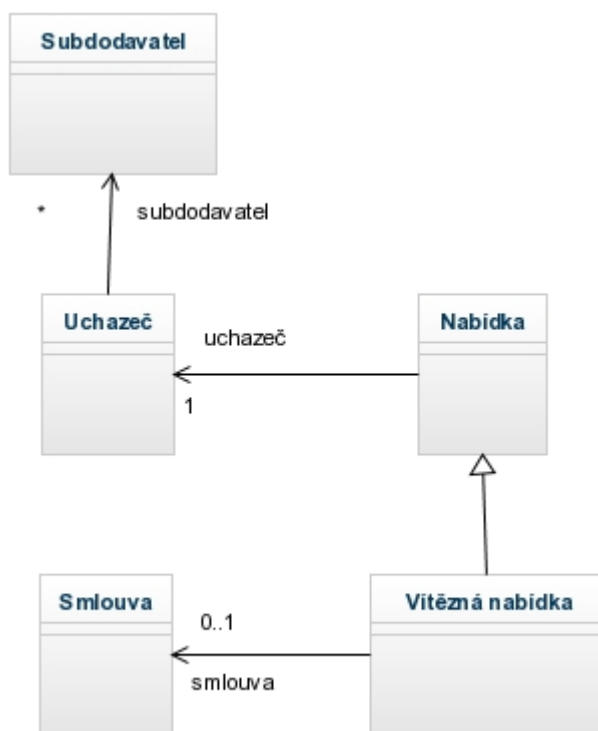 Subdodavatel
*
subdodavatel
Uchazeč
uchazeč
Nabídka
1
Smlouva
0..1
smlouva
Vítězná nabídka